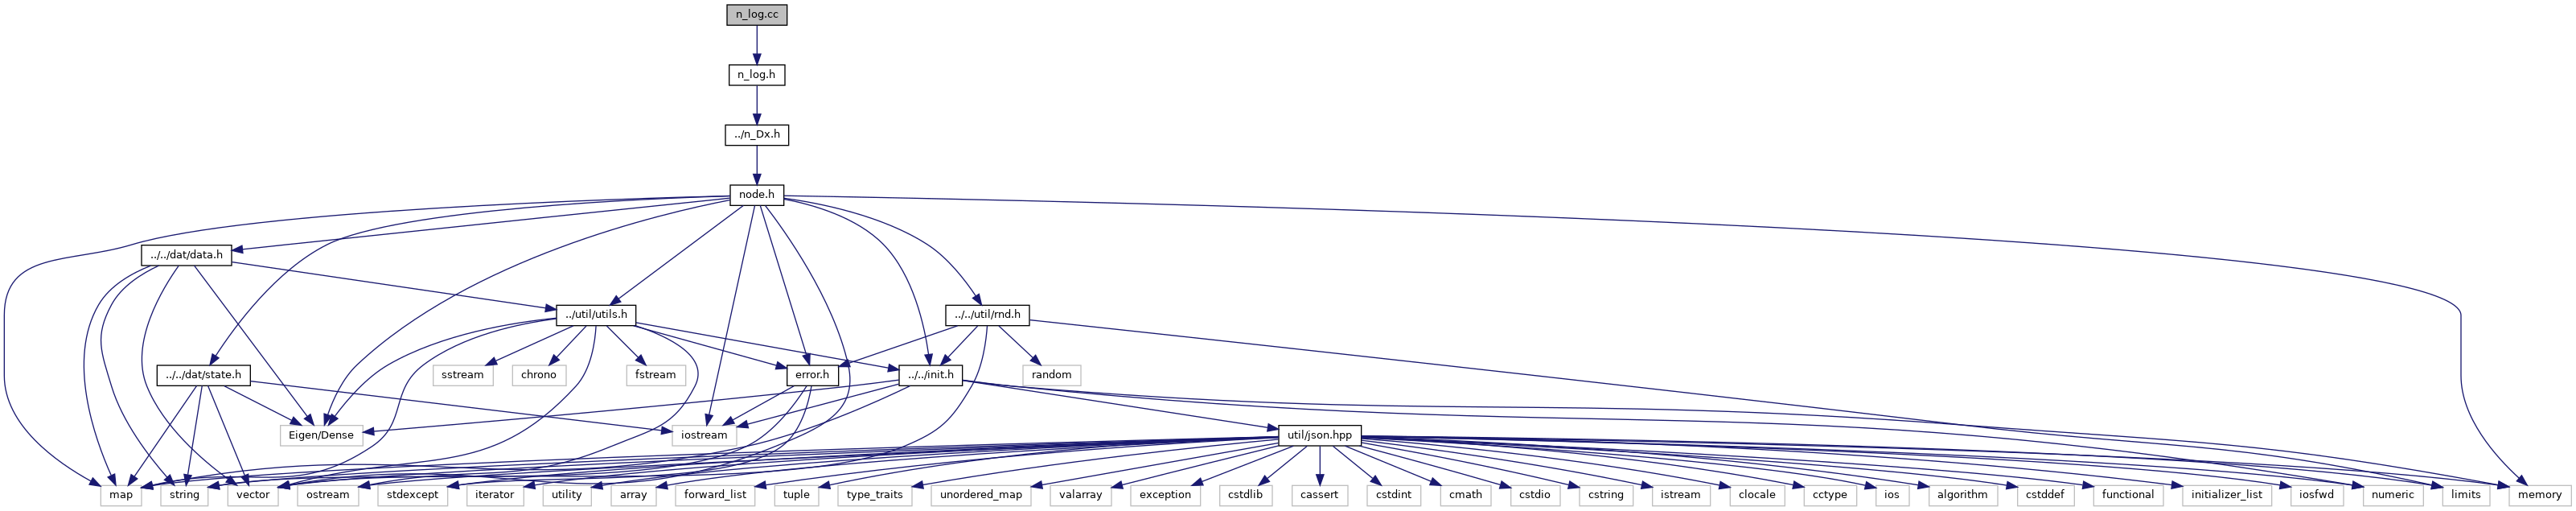 n_log.cc
n_log.h
../n_Dx.h
node.h
../../dat/data.h
../util/utils.h
../../util/rnd.h
../../dat/state.h
sstream
chrono
fstream
error.h
../../init.h
random
Eigen/Dense
iostream
util/json.hpp
map
string
vector
ostream
stdexcept
iterator
utility
array
forward_list
tuple
type_traits
unordered_map
valarray
exception
cstdlib
cassert
cstdint
cmath
cstdio
cstring
istream
clocale
cctype
ios
algorithm
cstddef
functional
initializer_list
iosfwd
numeric
limits
memory